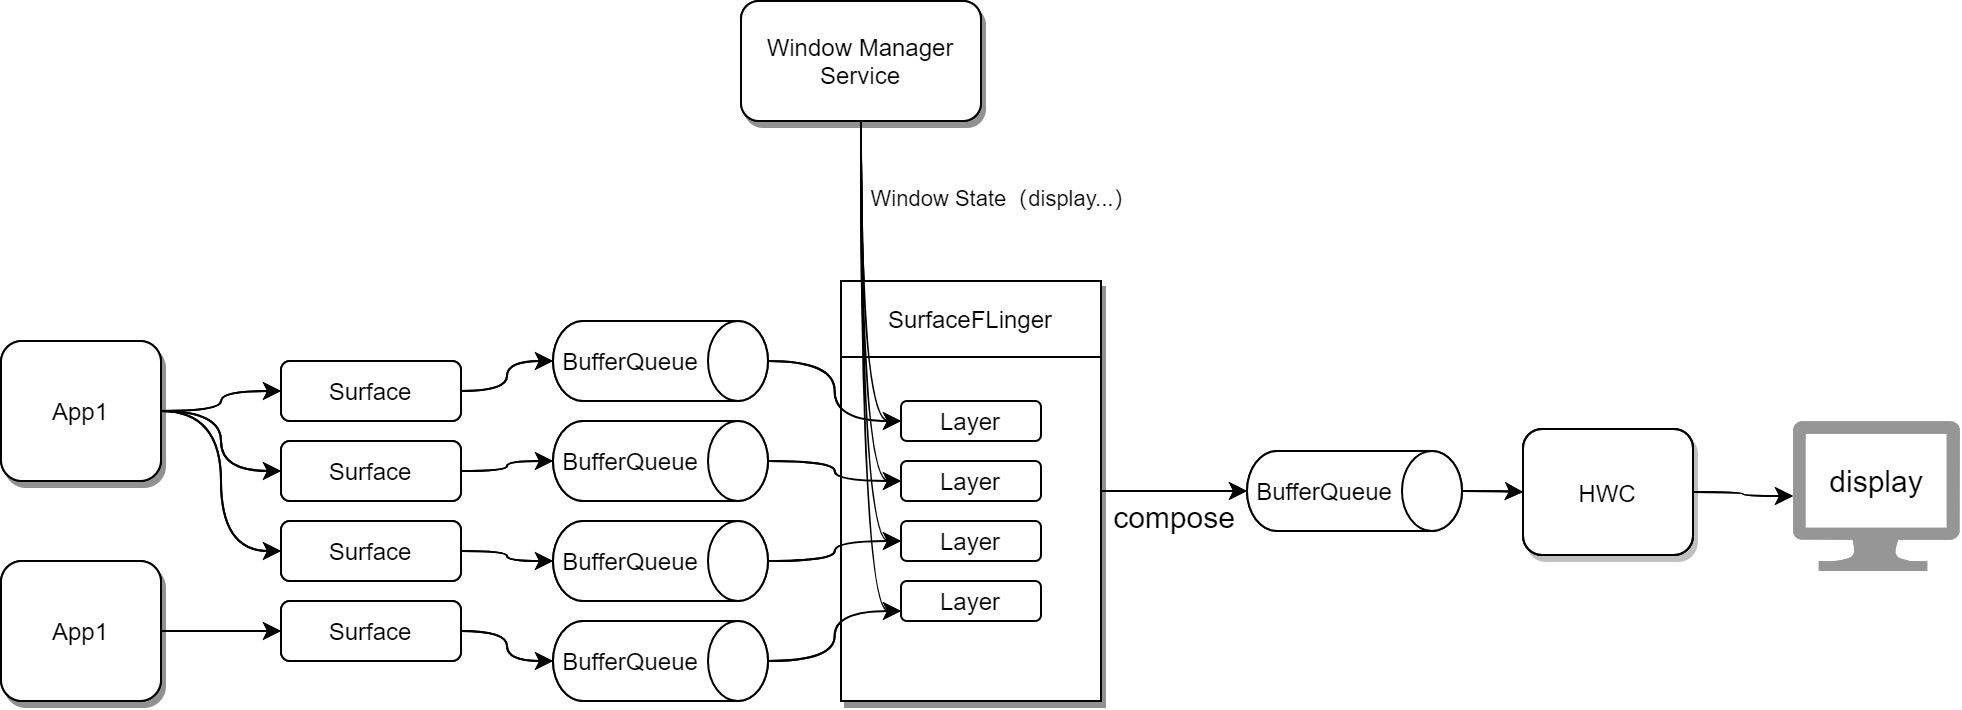 Window Manager
Service
Window State（display...）
SurfaceFLinger
App1
Surface
BufferQueue
Layer
Surface
BufferQueue
Layer
Surface
BufferQueue
Layer
App1
Surface
BufferQueue
Layer
compose
BufferQueue
HWC
display